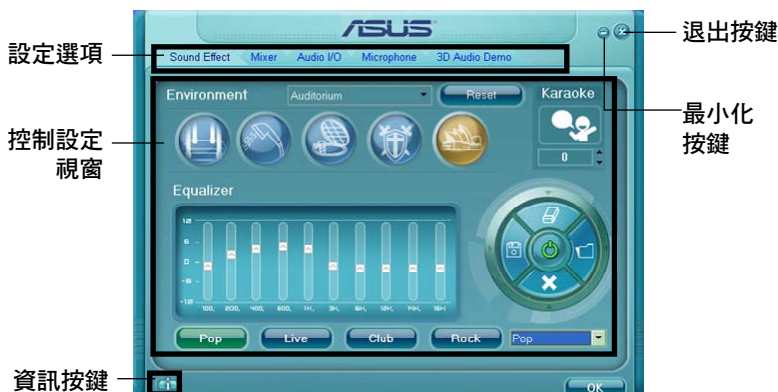 ASUS
退出按鍵
設定選項
Sound Effect Mixer Audio I/O Microphone 3D Audio Demo
最小化
按鍵
Environment Auditorium Reset Karaoke
控制設定
視窗
0
Equalizer
12
6
0
-6
-12
100, 200, 400, 600, 1K, 3K, 6K, 12K, 14K, 16K
Pop Live Club Rock Pop
資訊按鍵
i
OK